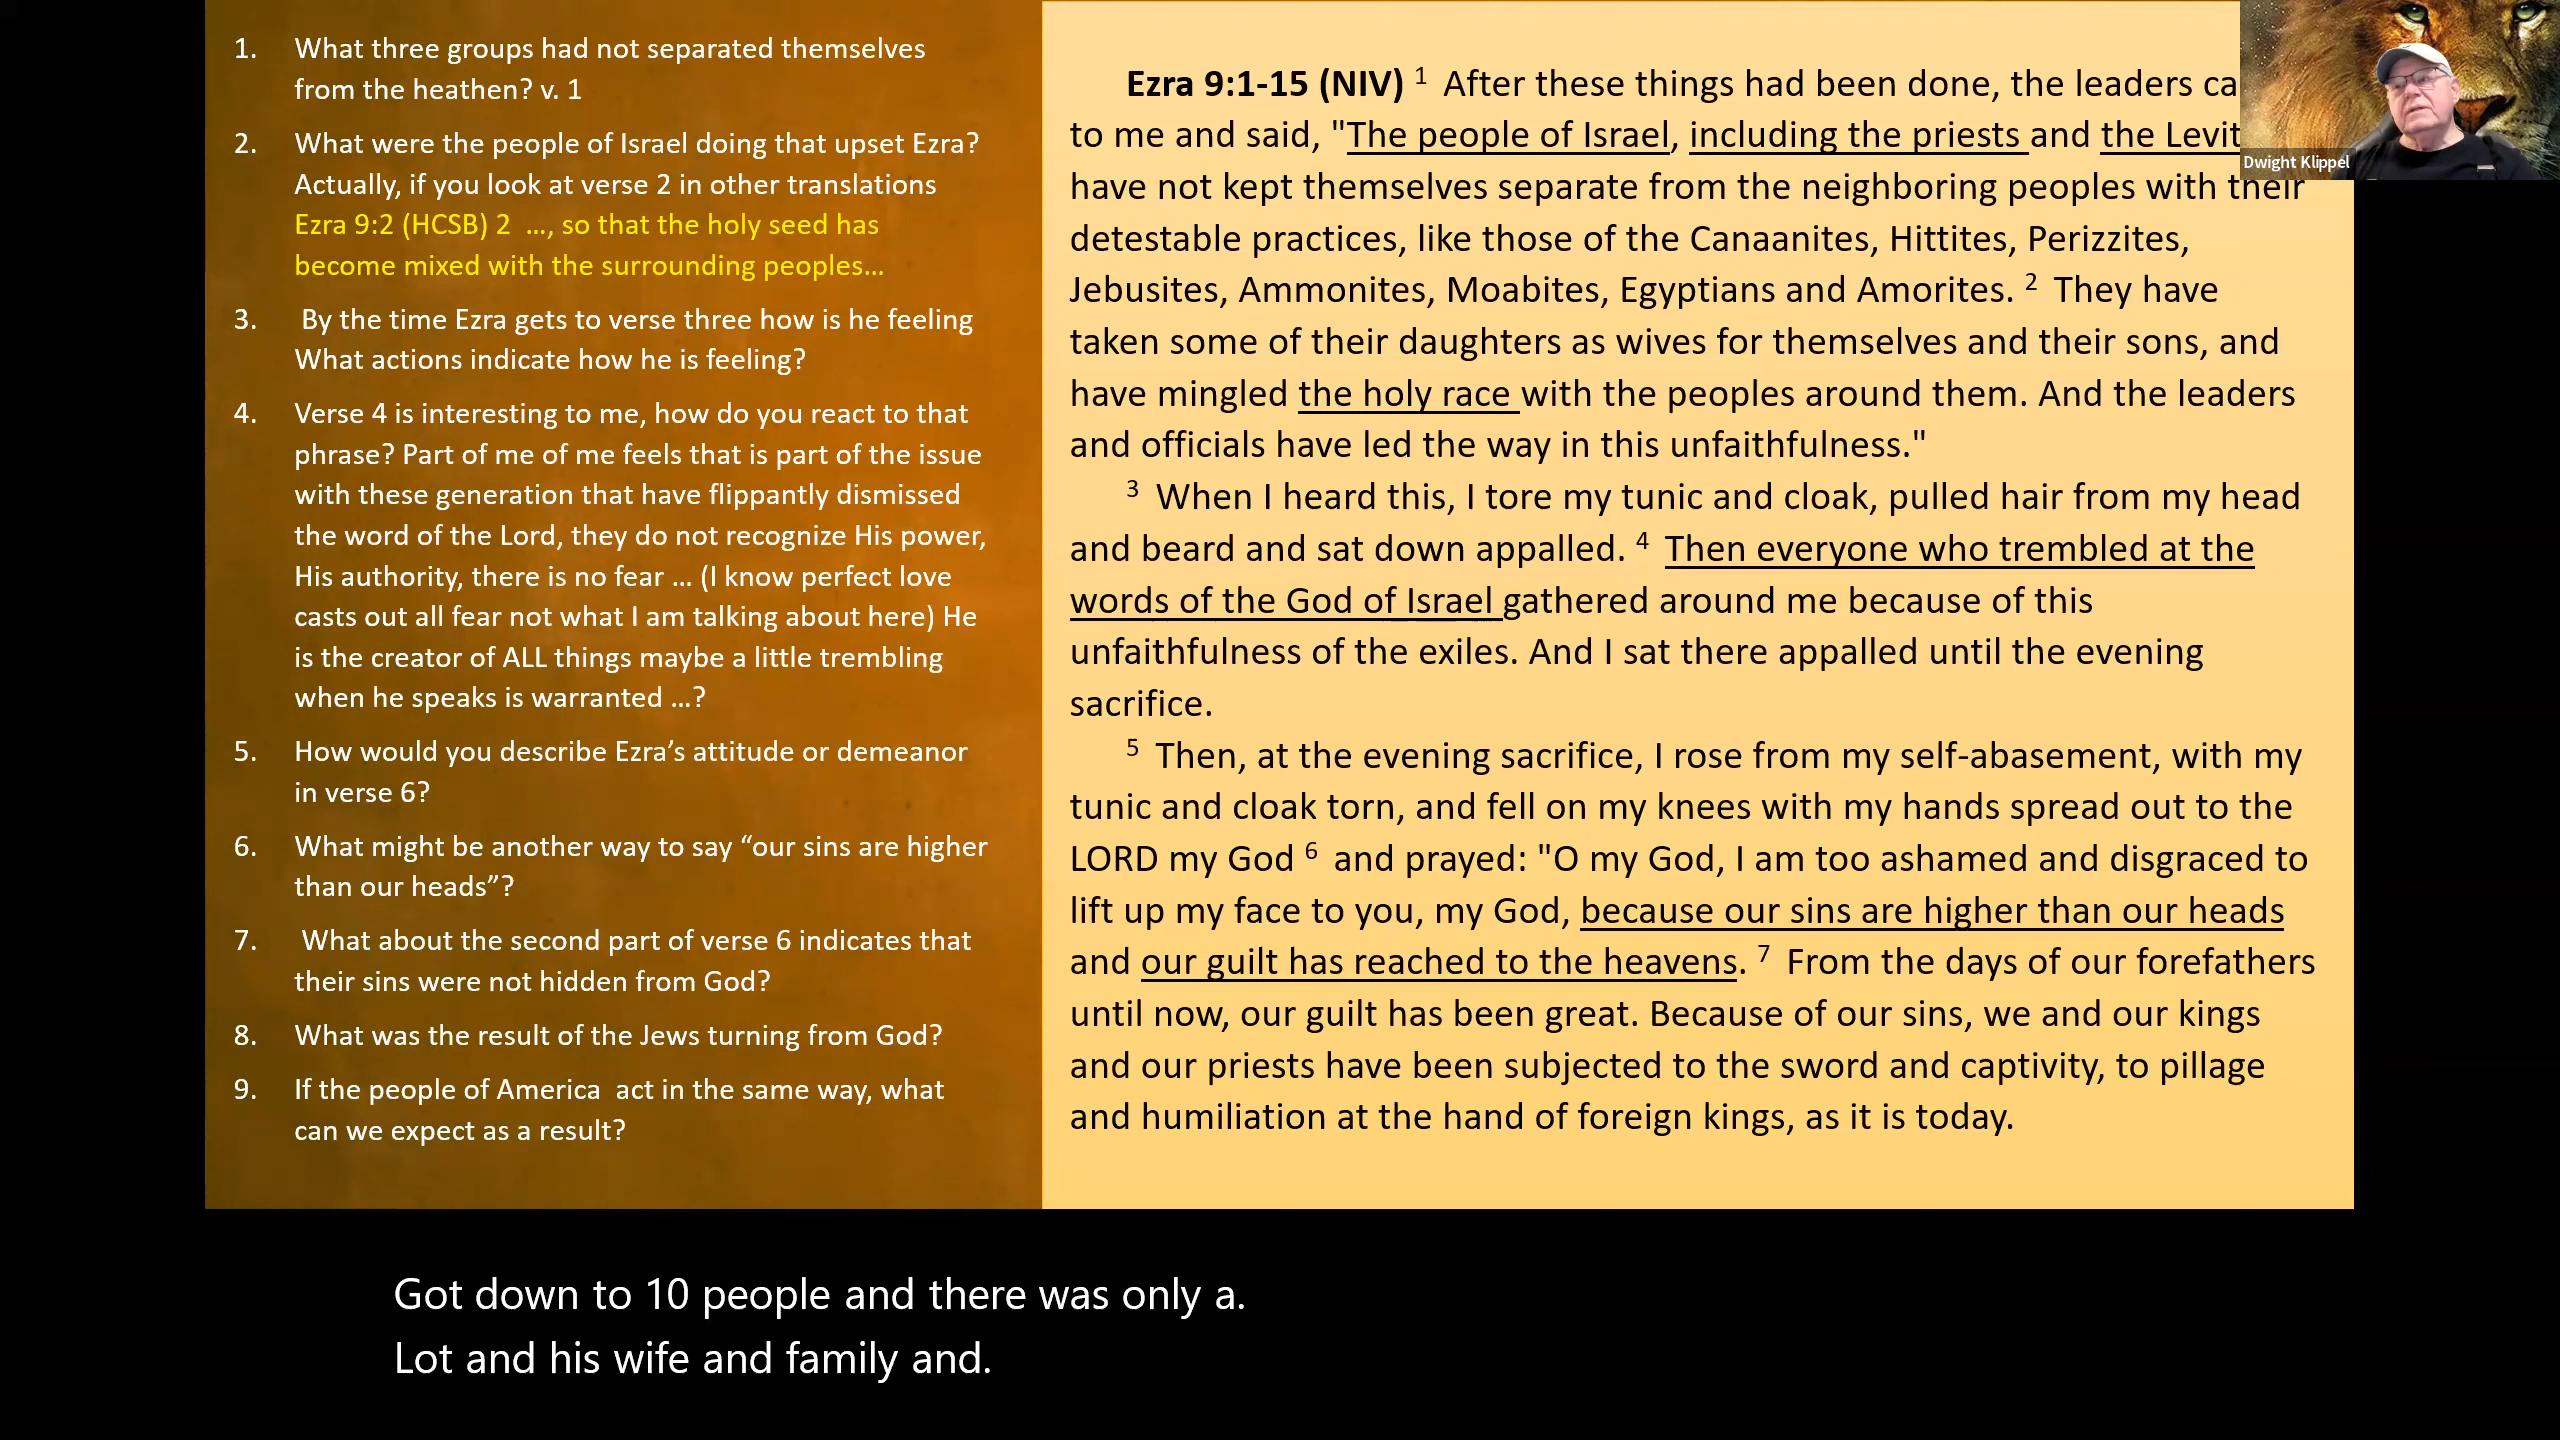 1. What three groups had not separated themselves
from the heathen? v. 1
2. What were the people of Israel doing that upset Ezra?
Actually, if you look at verse 2 in other translations
Ezra 9:2 (HCSB) 2 …, so that the holy seed has
become mixed with the surrounding peoples…
3. By the time Ezra gets to verse three how is he feeling
What actions indicate how he is feeling?
4. Verse 4 is interesting to me, how do you react to that
phrase? Part of me of me feels that is part of the issue
with these generation that have flippantly dismissed
the word of the Lord, they do not recognize His power,
His authority, there is no fear … (I know perfect love
casts out all fear not what I am talking about here) He
is the creator of ALL things maybe a little trembling
when he speaks is warranted …?
5. How would you describe Ezra’s attitude or demeanor
in verse 6?
6. What might be another way to say “our sins are higher
than our heads”?
7. What about the second part of verse 6 indicates that
their sins were not hidden from God?
8. What was the result of the Jews turning from God?
9. If the people of America act in the same way, what
can we expect as a result?
Ezra 9:1-15 (NIV) 1 After these things had been done, the leaders ca
to me and said, "The people of Israel, including the priests and the Levit
have not kept themselves separate from the neighboring peoples with their
detestable practices, like those of the Canaanites, Hittites, Perizzites,
Jebusites, Ammonites, Moabites, Egyptians and Amorites. 2 They have
taken some of their daughters as wives for themselves and their sons, and
have mingled the holy race with the peoples around them. And the leaders
and officials have led the way in this unfaithfulness."
3 When I heard this, I tore my tunic and cloak, pulled hair from my head
and beard and sat down appalled. 4 Then everyone who trembled at the
words of the God of Israel gathered around me because of this
unfaithfulness of the exiles. And I sat there appalled until the evening
sacrifice.
5 Then, at the evening sacrifice, I rose from my self-abasement, with my
tunic and cloak torn, and fell on my knees with my hands spread out to the
LORD my God 6 and prayed: "O my God, I am too ashamed and disgraced to
lift up my face to you, my God, because our sins are higher than our heads
and our guilt has reached to the heavens. 7 From the days of our forefathers
until now, our guilt has been great. Because of our sins, we and our kings
and our priests have been subjected to the sword and captivity, to pillage
and humiliation at the hand of foreign kings, as it is today.
Dwight Klippel
Got down to 10 people and there was only a.
Lot and his wife and family and.